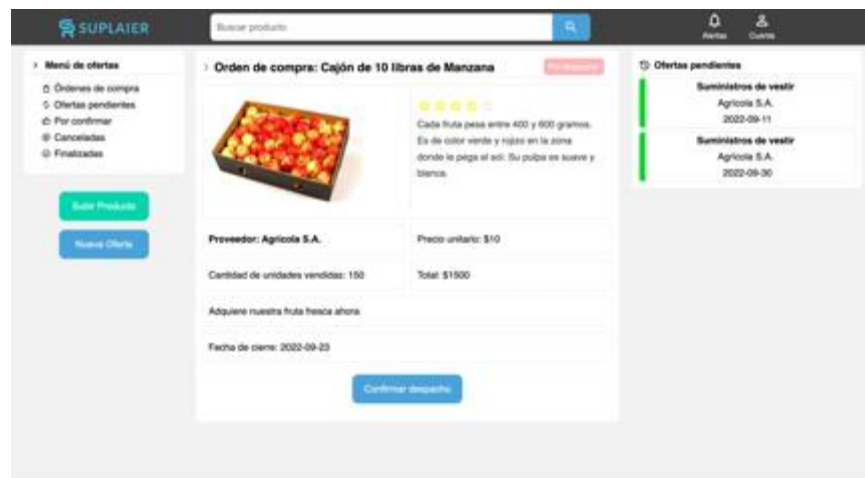 SUPLAIER
Buscar producto
Alertas
Cuenta
Menú de ofertas
Órdenes de compra
Ofertas pendientes
Por confirmar
Canceladas
Finalizadas
Subir Producto
Nueva Oferta
Orden de compra: Cajón de 10 libras de Manzana
Por despachar
Cada fruta pesa entre 400 y 600 gramos.
Es de color verde y rojizo en la zona
donde le pega el sol. Su pulpa es suave y
blanca.
Proveedor: Agricola S.A.
Precio unitario: $10
Cantidad de unidades vendidas: 150
Total: $1500
Adquiere nuestra fruta fresca ahora
Fecha de cierre: 2022-09-23
Confirmar despacho
Ofertas pendientes
Suministros de vestir
Agricola S.A.
2022-09-11
Suministros de vestir
Agricola S.A.
2022-09-30